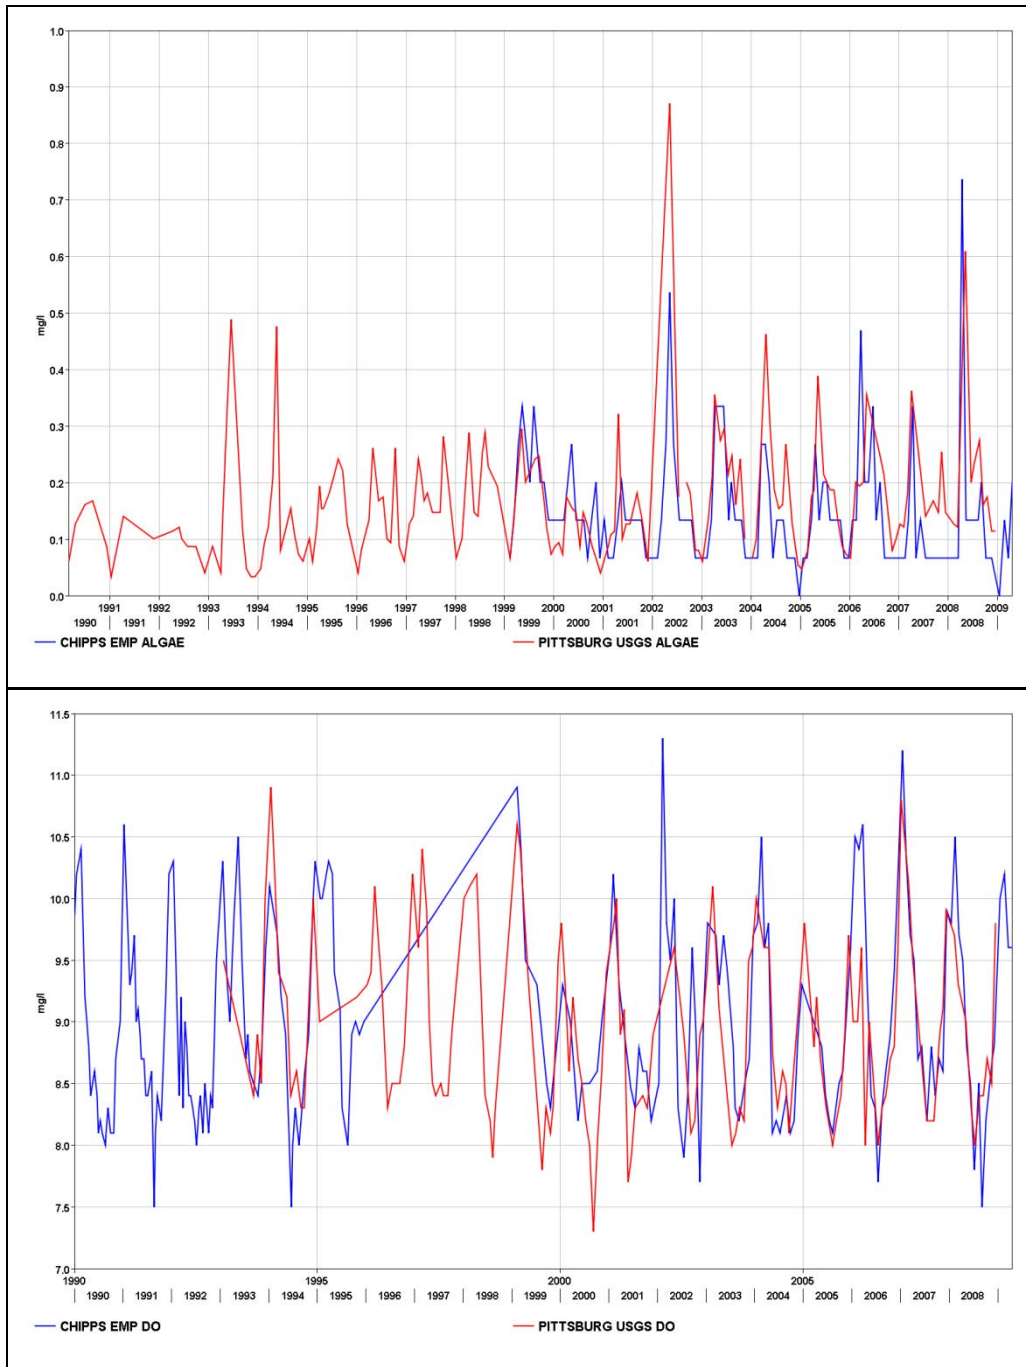 1.0
0.9
0.8
0.7
0.6
0.5
0.4
0.3
0.2
0.1
0.0
mg/l
1991 1992 1993 1994 1995 1996 1997 1998 1999 2000 2001 2002 2003 2004 2005 2006 2007 2008 2009
1990 1991 1992 1993 1994 1995 1996 1997 1998 1999 2000 2001 2002 2003 2004 2005 2006 2007 2008
CHIPPS EMP ALGAE PITTSBURG USGS ALGAE
11.5
11.0
10.5
10.0
9.5
9.0
8.5
8.0
7.5
7.0
mg/l
1990 1995 2000 2005
1990 1991 1992 1993 1994 1995 1996 1997 1998 1999 2000 2001 2002 2003 2004 2005 2006 2007 2008
CHIPPS EMP DO PITTSBURG USGS DO